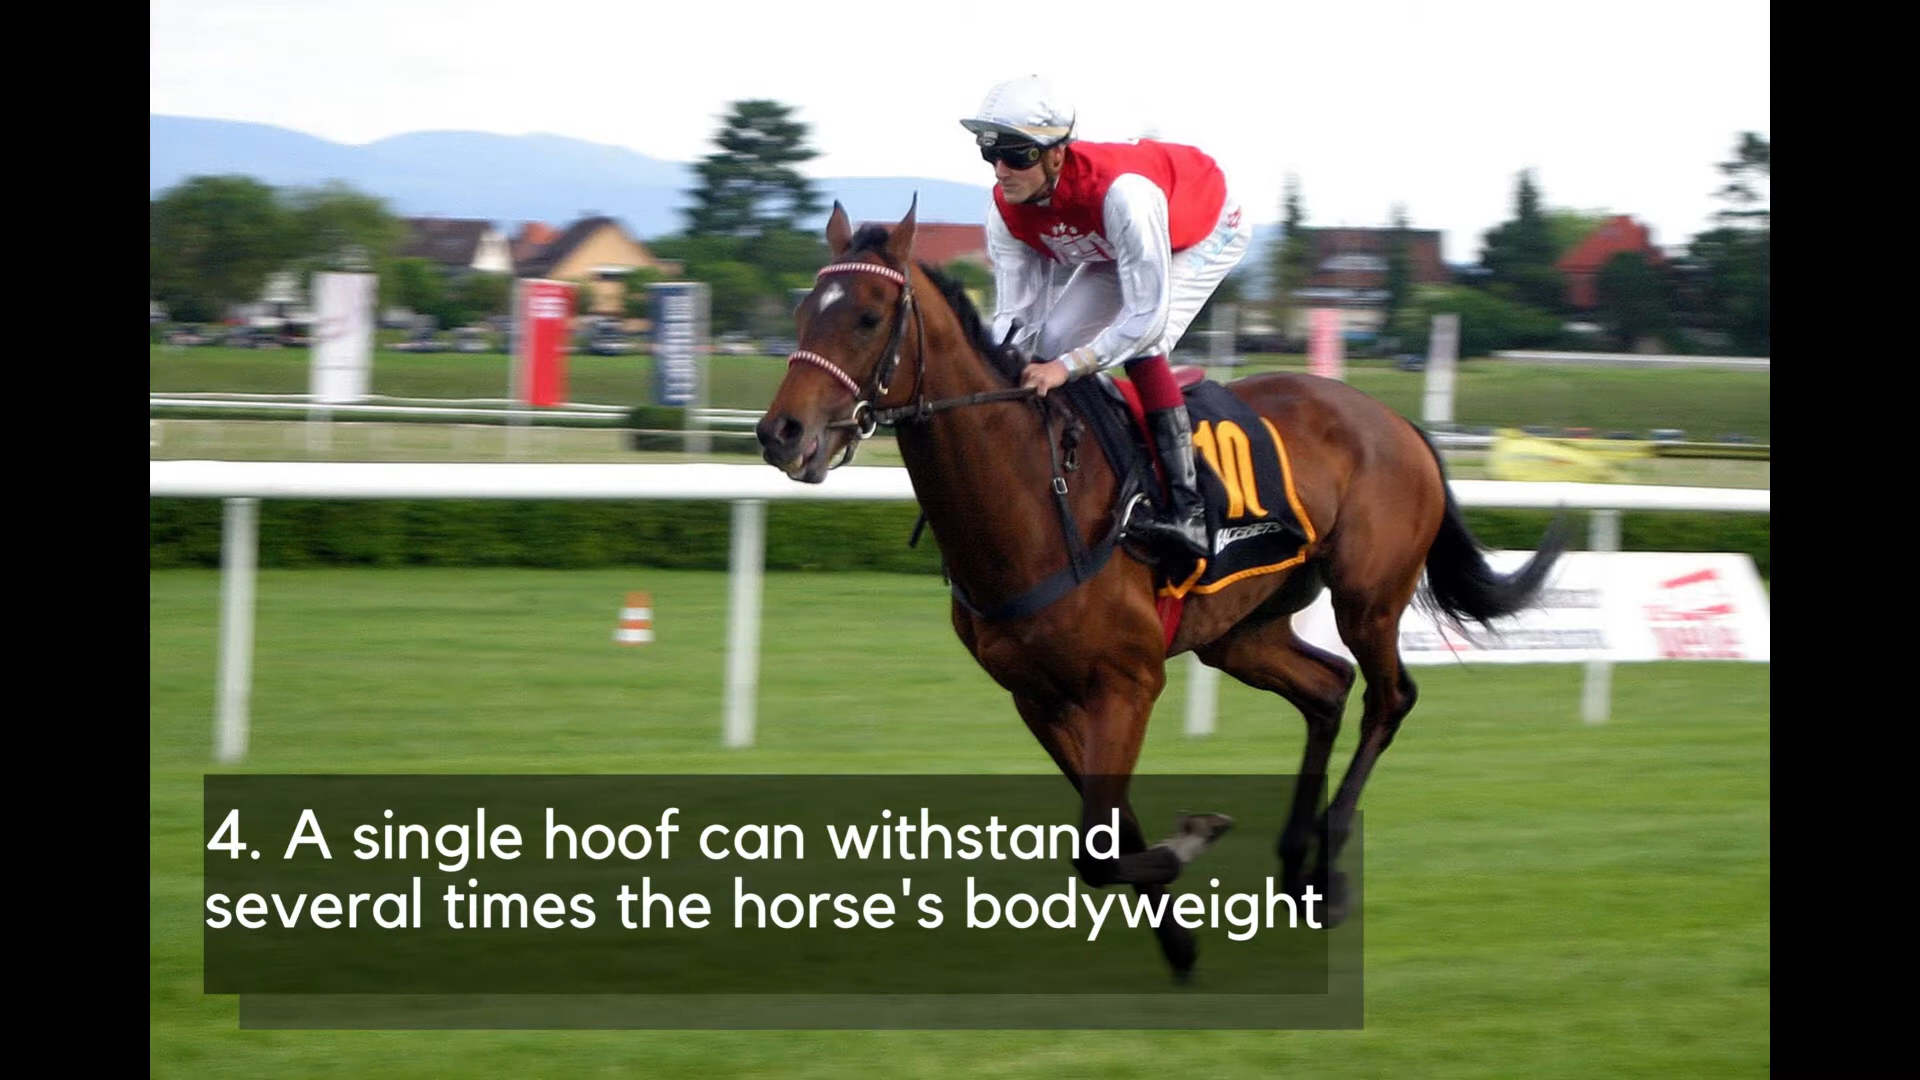 10
4. A single hoof can withstand
several times the horse's bodyweight